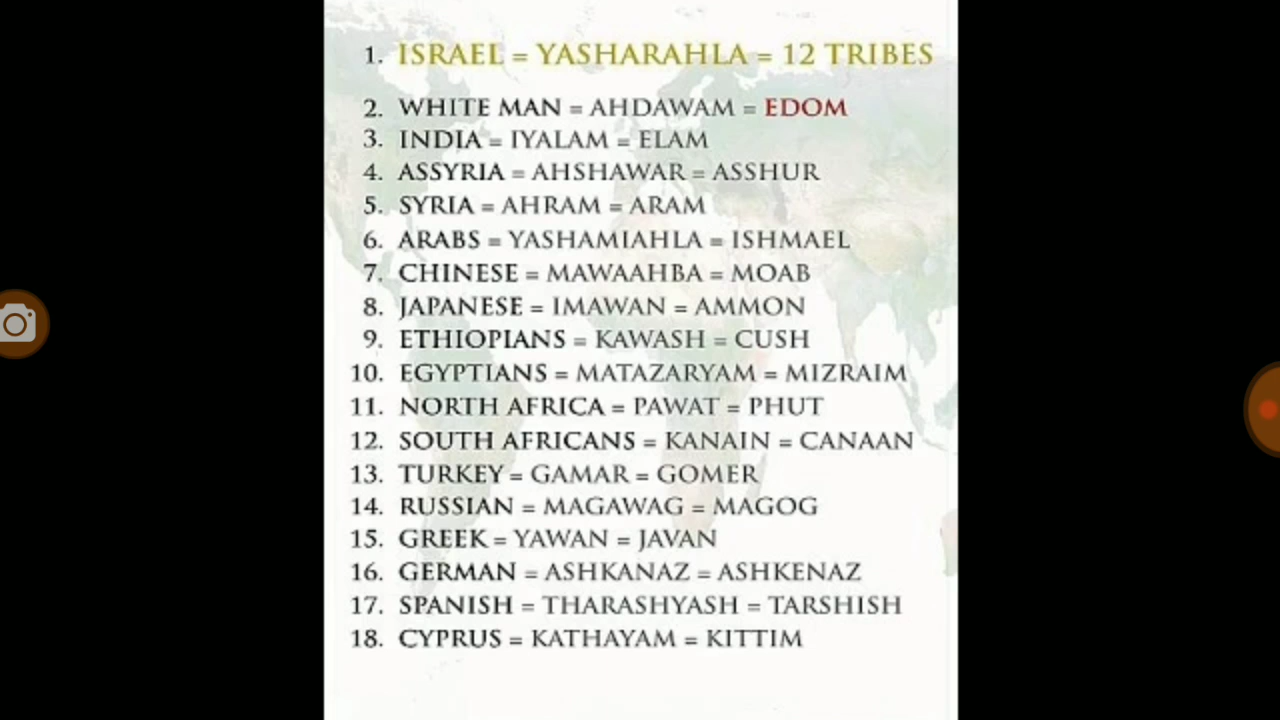 1. ISRAEL = YASHARAHLA = 12 TRIBES
2. WHITE MAN = AHDAWAM = EDOM
3. INDIA = IYALAM = ELAM
4. ASSYRIA = AHSHAWAR = ASSHUR
5. SYRIA = AHRAM = ARAM
6. ARABS = YASHAMIAHLA = ISHMAEL
7. CHINESE = MAWAAHBA = MOAB
8. JAPANESE = IMAWAN = AMMON
9. ETHIOPIANS = KAWASH = CUSH
10. EGYPTIANS = MATAZARYAM = MIZRAIM
11. NORTH AFRICA = PAWAT = PHUT
12. SOUTH AFRICANS = KANAIN = CANAAN
13. TURKEY = GAMAR = GOMER
14. RUSSIAN = MAGAWAG = MAGOG
15. GREEK = YAWAN = JAVAN
16. GERMAN = ASHKANAZ = ASHKENAZ
17. SPANISH = THARASHYASH = TARSHISH
18. CYPRUS = KATHAYAM = KITTIM